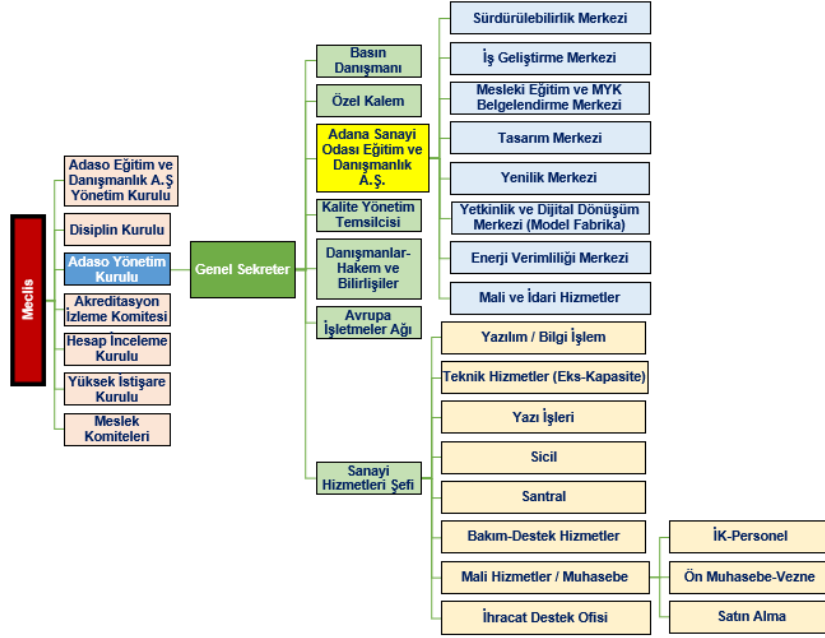 Meclis
Adaso Eğitim ve
Danışmanlık A.Ş
Yönetim Kurulu
Disiplin Kurulu
Adaso Yönetim
Kurulu
Akreditasyon
İzleme Komitesi
Hesap İnceleme
Kurulu
Yüksek İstişare
Kurulu
Meslek
Komiteleri
Genel Sekreter
Basın
Danışmanı
Özel Kalem
Adana Sanayi
Odası Eğitim ve
Danışmanlık
A.Ş.
Kalite Yönetim
Temsilcisi
Danışmanlar-
Hakem ve
Bilirlişiler
Avrupa
İşletmeler Ağı
Sanayi
Hizmetleri Şefi
Sürdürülebilirlik Merkezi
İş Geliştirme Merkezi
Mesleki Eğitim ve MYK
Belgelendirme Merkezi
Tasarım Merkezi
Yenilik Merkezi
Yetkinlik ve Dijital Dönüşüm
Merkezi (Model Fabrika)
Enerji Verimliliği Merkezi
Mali ve İdari Hizmetler
Yazılım / Bilgi İşlem
Teknik Hizmetler (Eks-Kapasite)
Yazı İşleri
Sicil
Santral
Bakım-Destek Hizmetler
Mali Hizmetler / Muhasebe
İhracat Destek Ofisi
İK-Personel
Ön Muhasebe-Vezne
Satın Alma